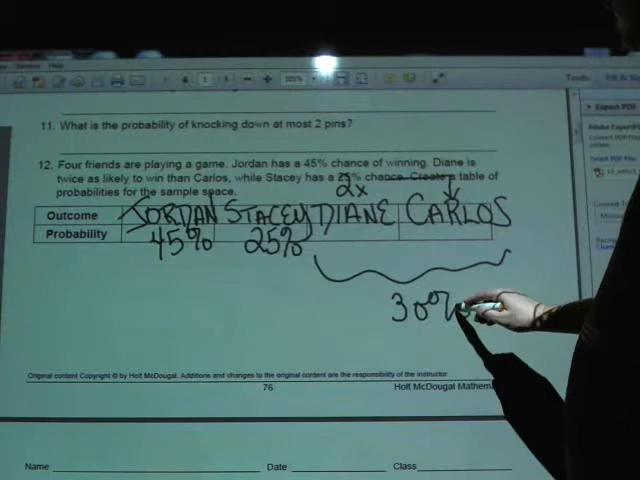 Tools
Export PDF
11. What is the probability of knocking down at most 2 pins?
12. Four friends are playing a game. Jordan has a 45% chance of winning. Diane is
twice as likely to win than Carlos, while Stacey has a 25% chance. Create a table of
probabilities for the sample space.
2x
Outcome JORDAN STACEY DIANE CARLOS
Probability 45% 25%
30%
Original content Copyright © by Holt McDougal. Additions and changes to the original content are the responsibility of the instructor.
76 Holt McDougal
Name Date Class